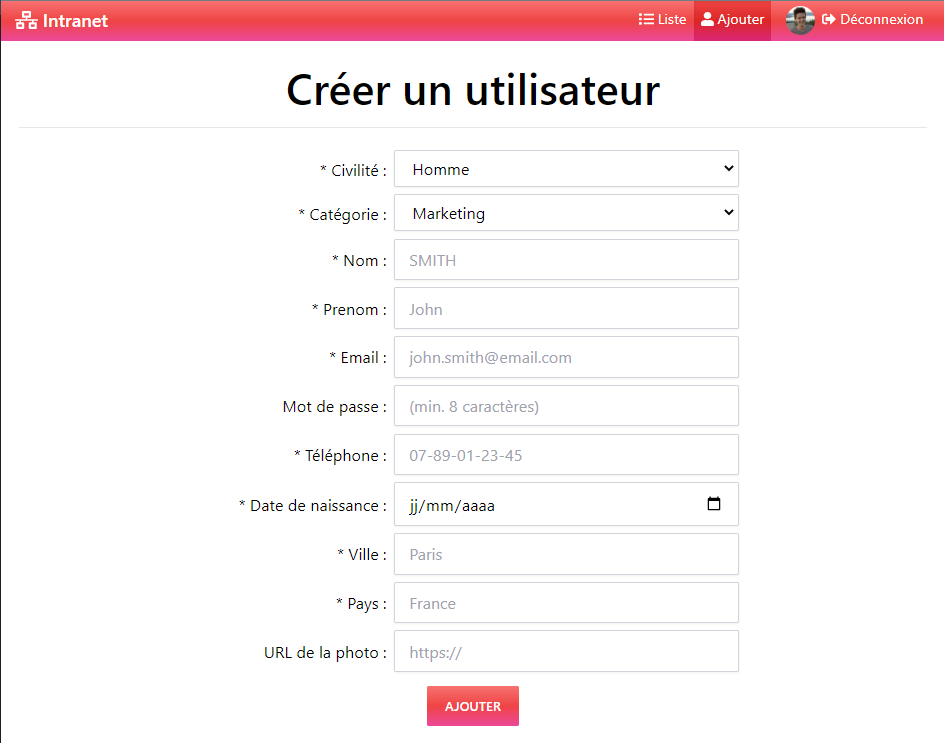 Intranet Liste Ajouter Déconnexion
Créer un utilisateur
* Civilité : Homme
* Catégorie : Marketing
* Nom : SMITH
* Prenom : John
* Email : john.smith@email.com
Mot de passe : (min. 8 caractères)
* Téléphone : 07-89-01-23-45
* Date de naissance : jj/mm/aaaa
* Ville : Paris
* Pays : France
URL de la photo : https://
AJOUTER